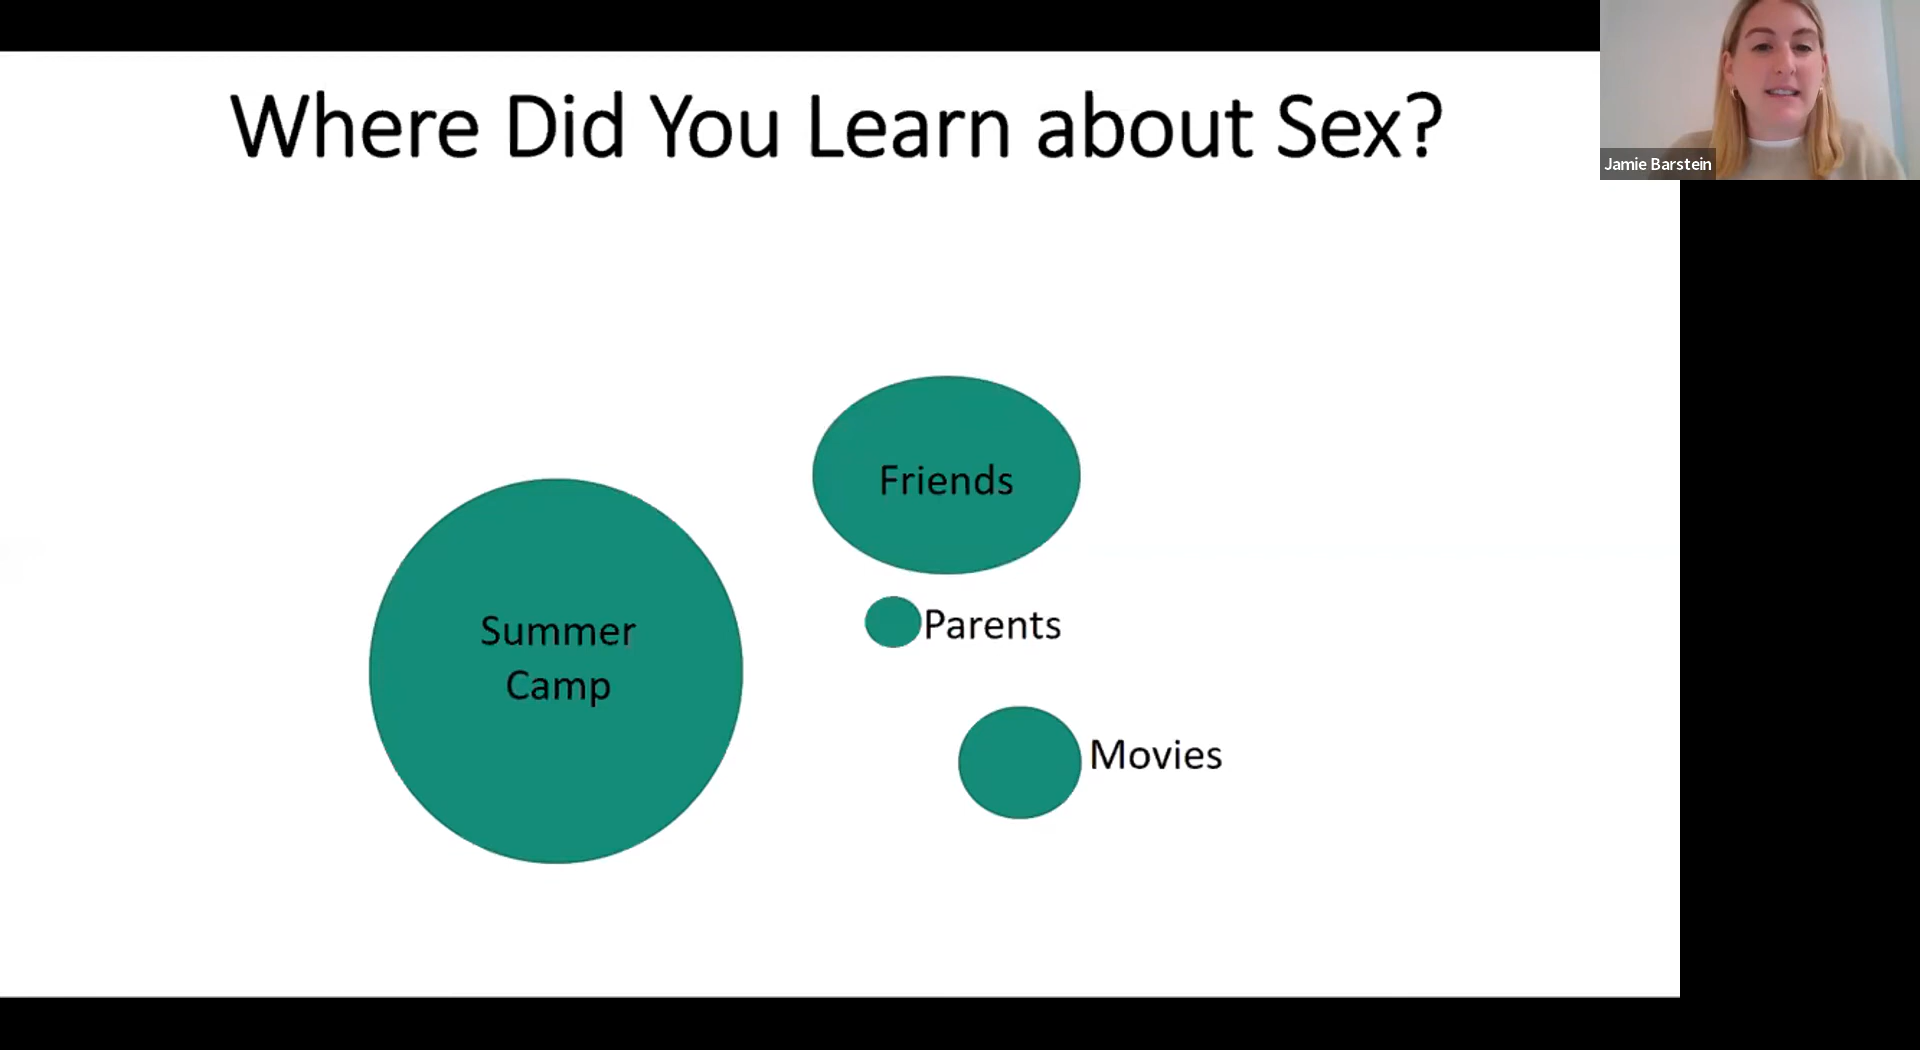 Where Did You Learn about Sex?
Jamie Barstein
Friends
Summer
Camp
Parents
Movies